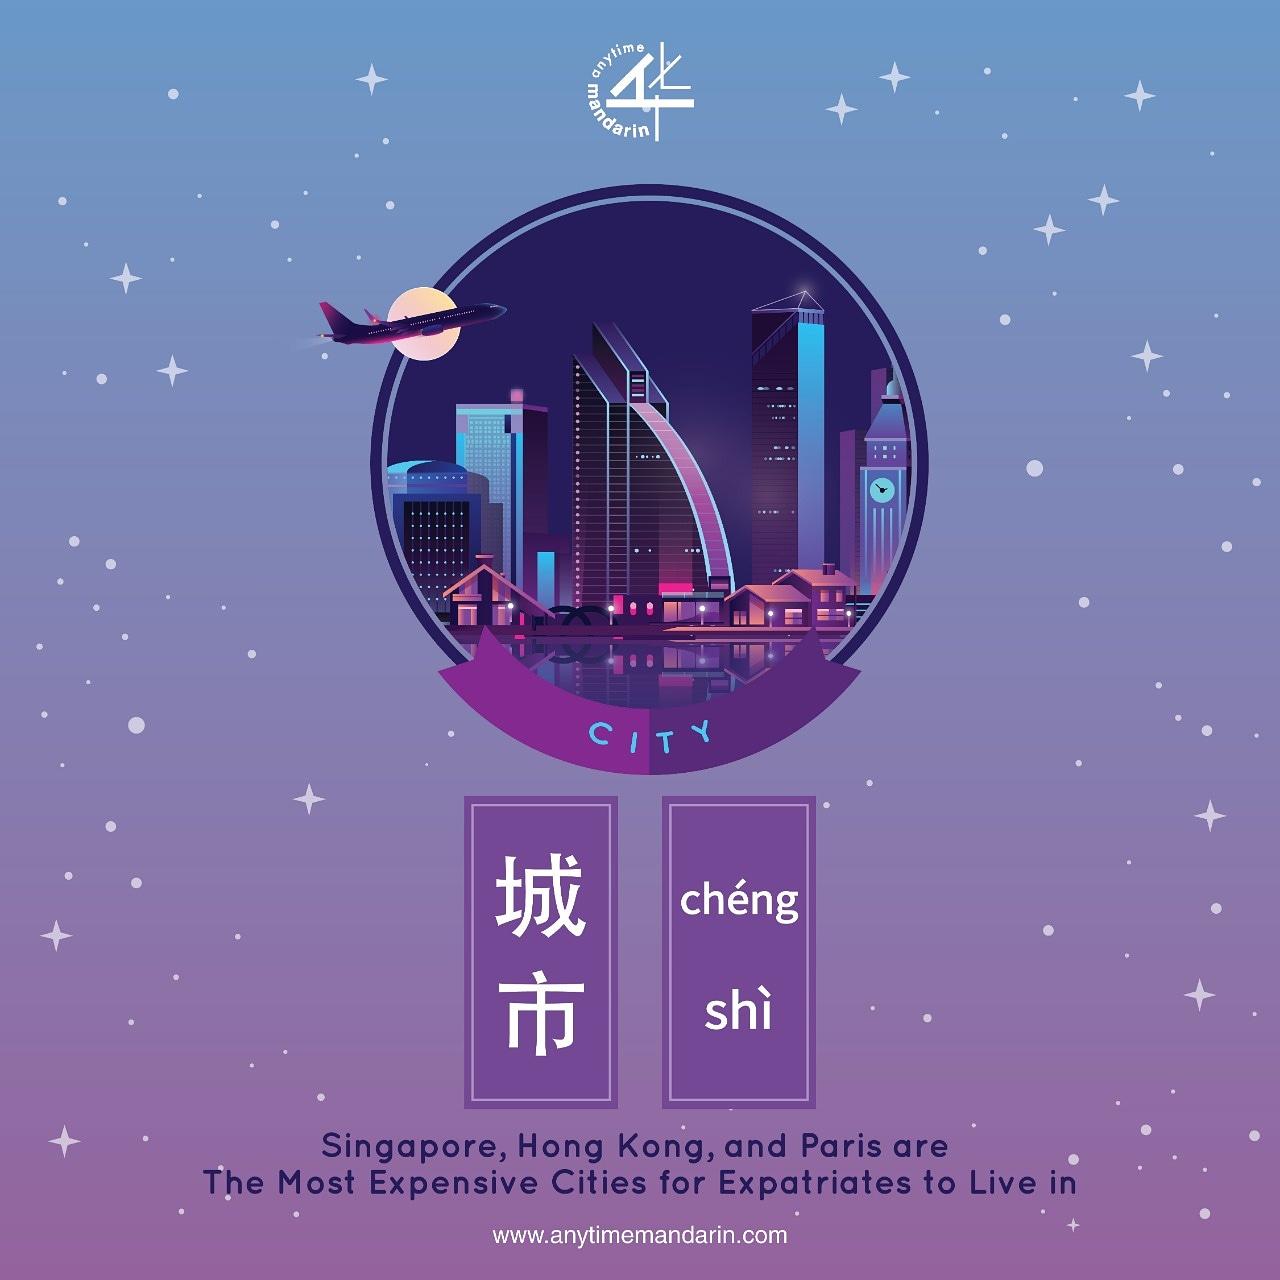 anytime
mandarin
CITY
城
市
chéng
shì
Singapore, Hong Kong, and Paris are
The Most Expensive Cities for Expatriates to Live in
www.anytimemandarin.com